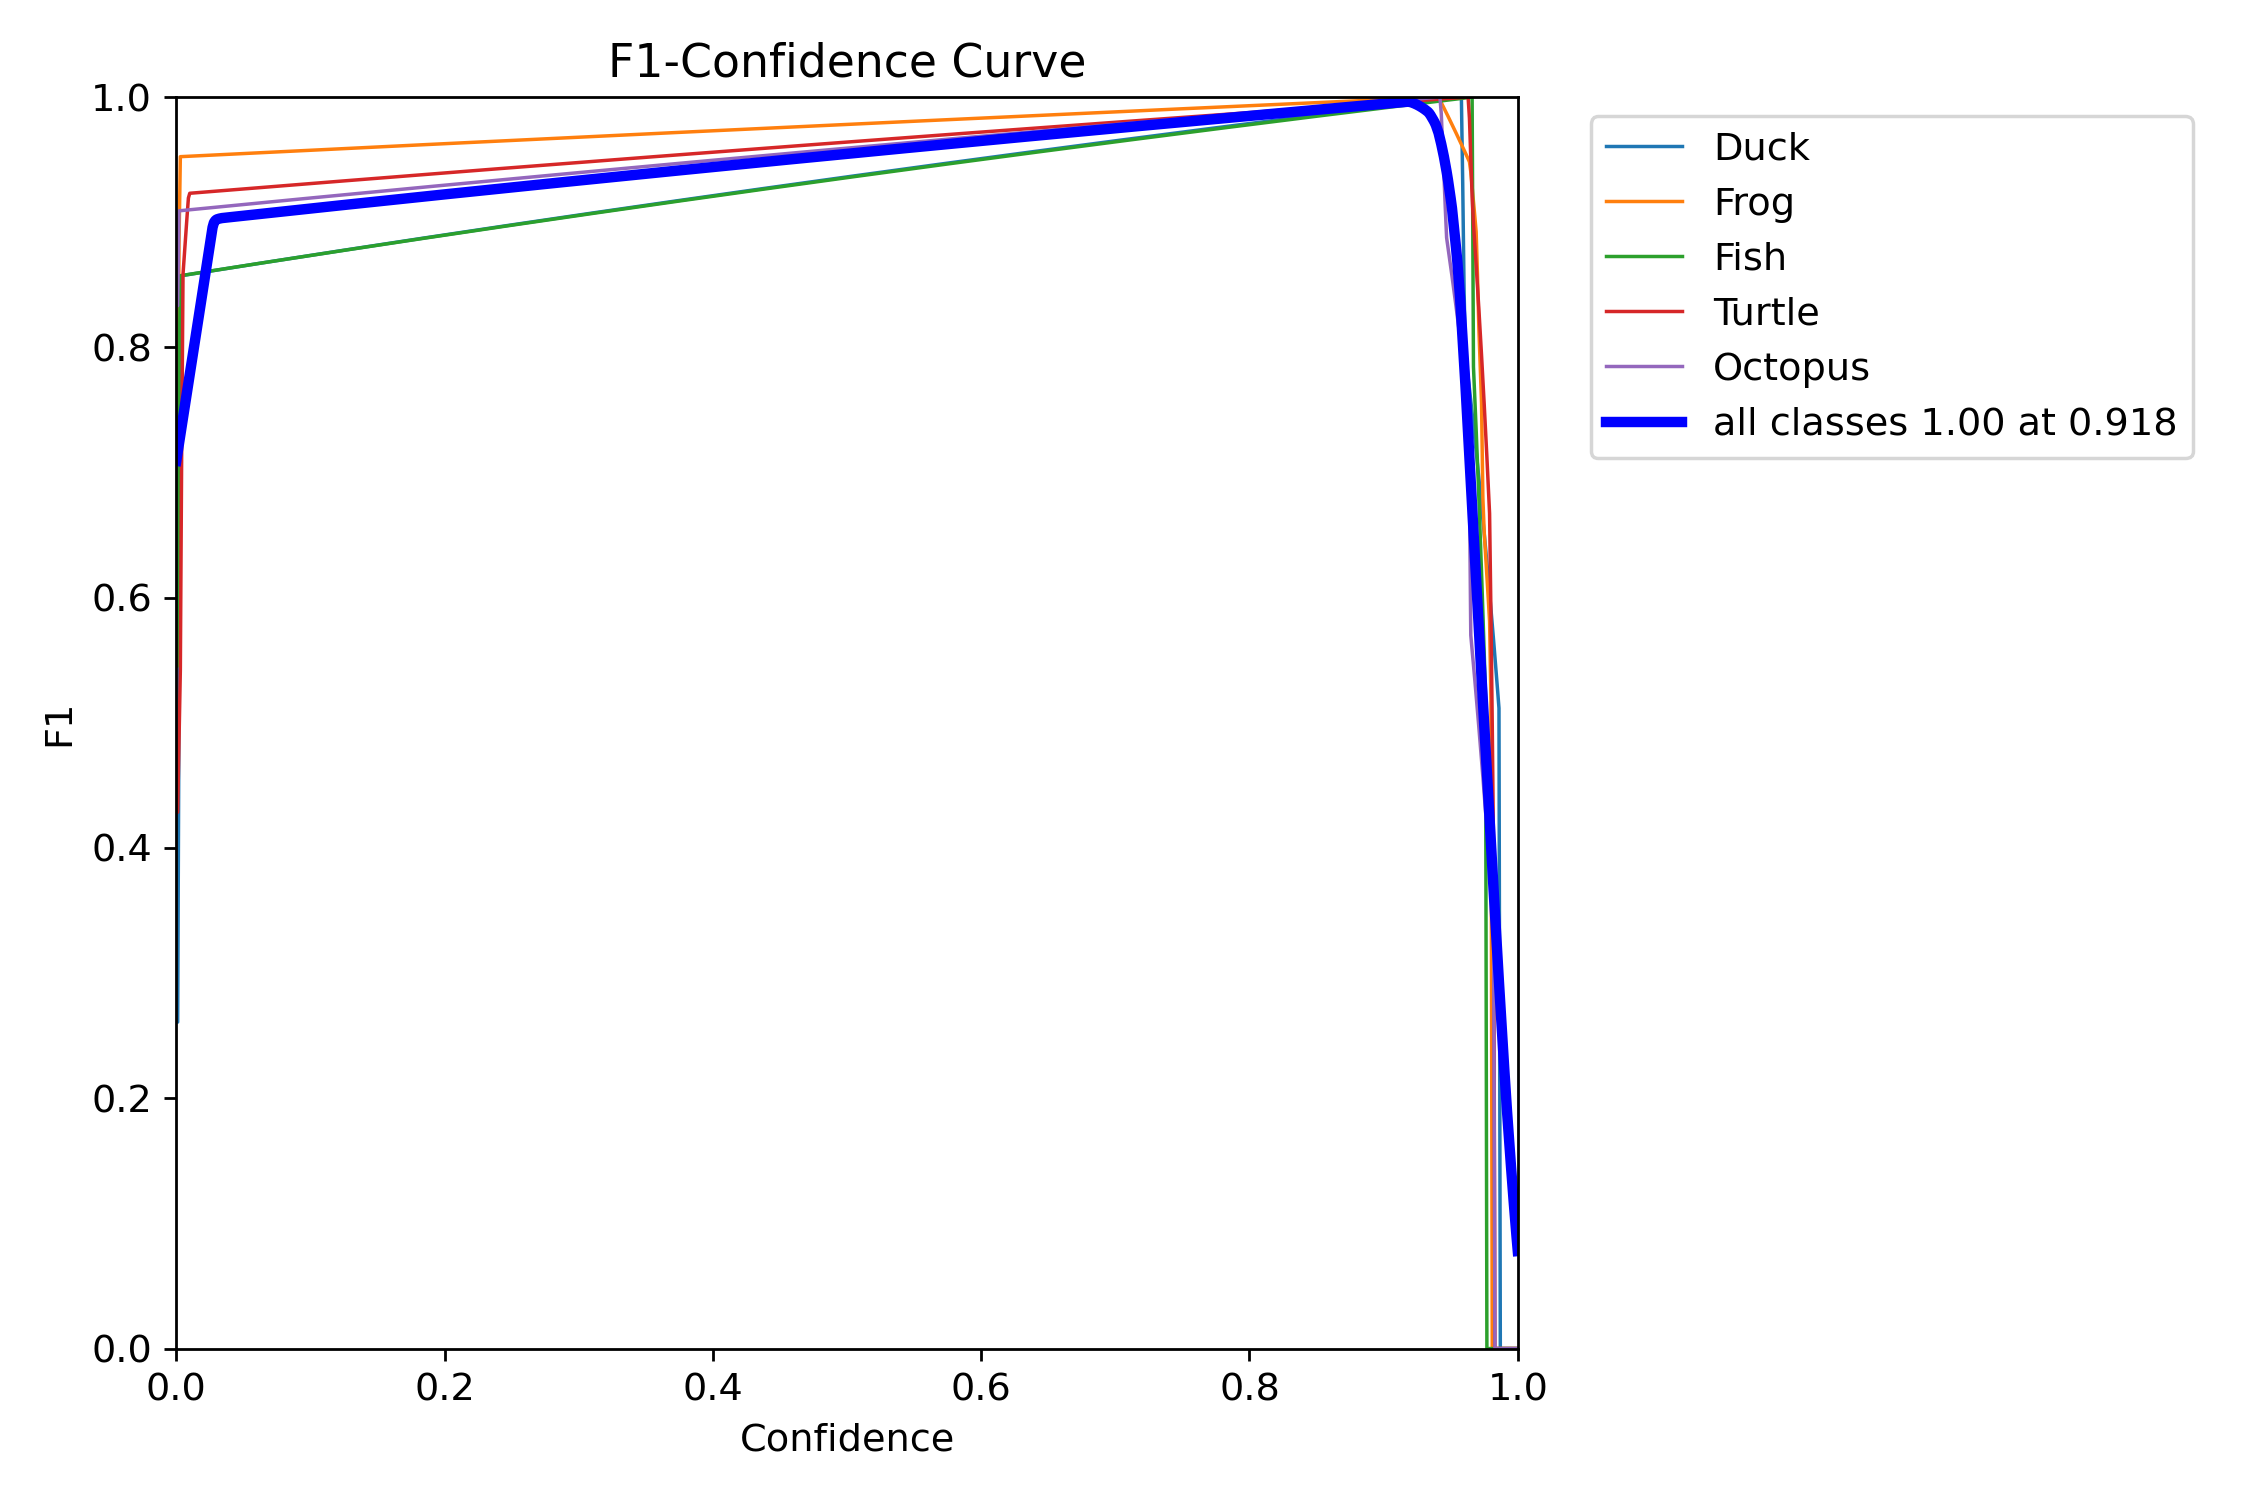 F1-Confidence Curve
1.0
0.8
0.6
0.4
0.2
0.0
F1
0.0 0.2 0.4 0.6 0.8 1.0
Confidence
Duck
Frog
Fish
Turtle
Octopus
all classes 1.00 at 0.918